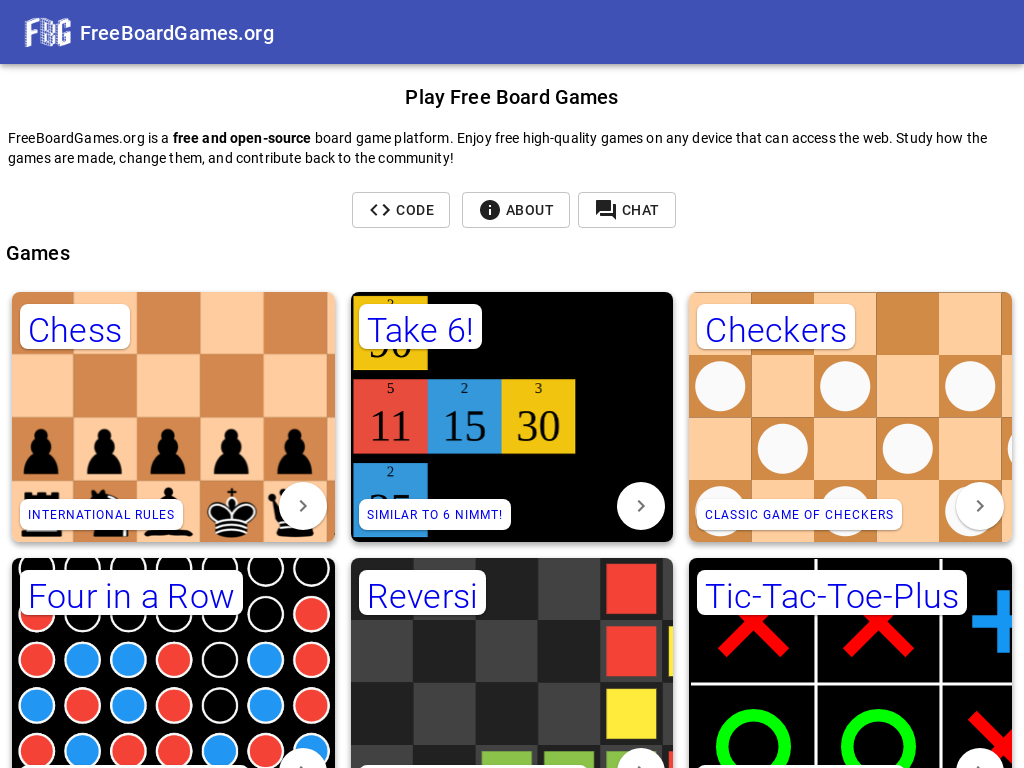 FBG FreeBoardGames.org
Play Free Board Games
FreeBoardGames.org is a free and open-source board game platform. Enjoy free high-quality games on any device that can access the web. Study how the
games are made, change them, and contribute back to the community!
CODE ABOUT CHAT
Games
Chess
INTERNATIONAL RULES
Take 6!
5 2 3
11 15 30
2
SIMILAR TO 6 NIMMT!
Checkers
CLASSIC GAME OF CHECKERS
Four in a Row
Reversi
Tic-Tac-Toe-Plus